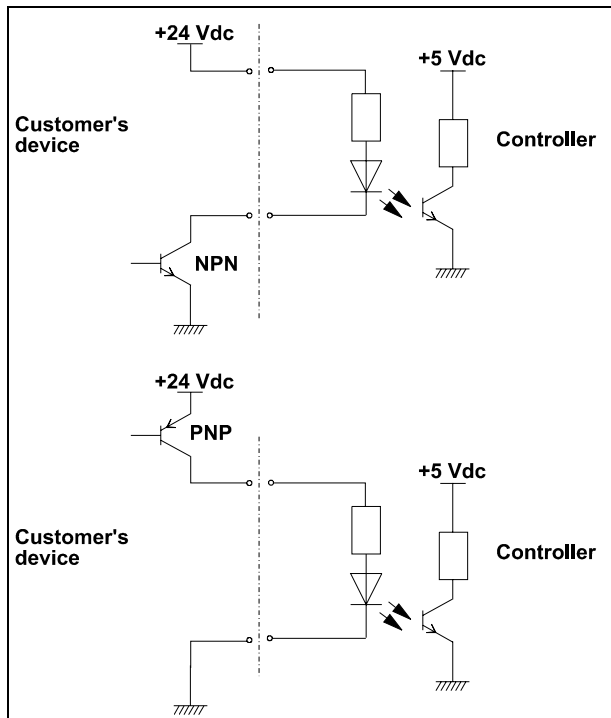 +24 Vdc
+5 Vdc
Customer's
device
Controller
NPN
+24 Vdc
PNP
+5 Vdc
Customer's
device
Controller